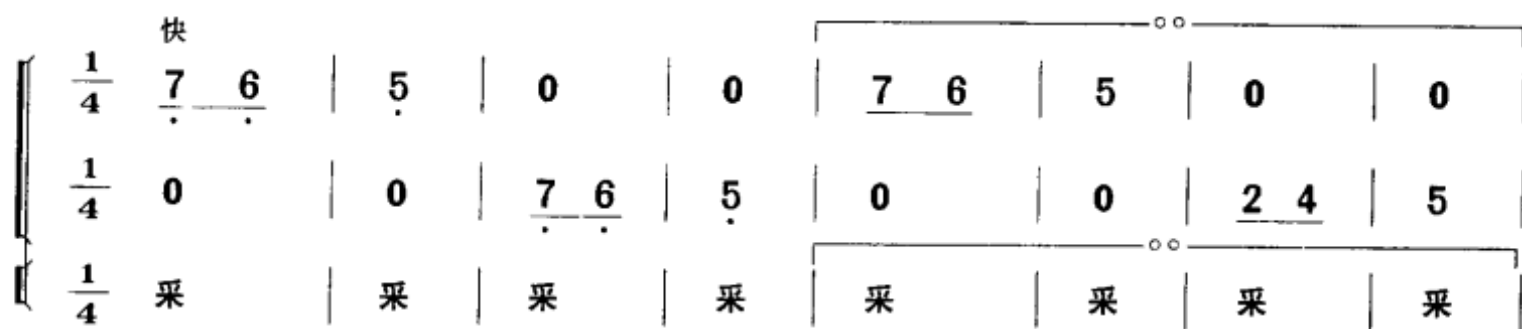 快
1/4 7 6 | 5 | 0 | 0 | 7 6 | 5 | 0 | 0
1/4 0 | 0 | 7 6 | 5 | 0 | 0 | 2 4 | 5
1/4 采 | 采 | 采 | 采 | 采 | 采 | 采 | 采